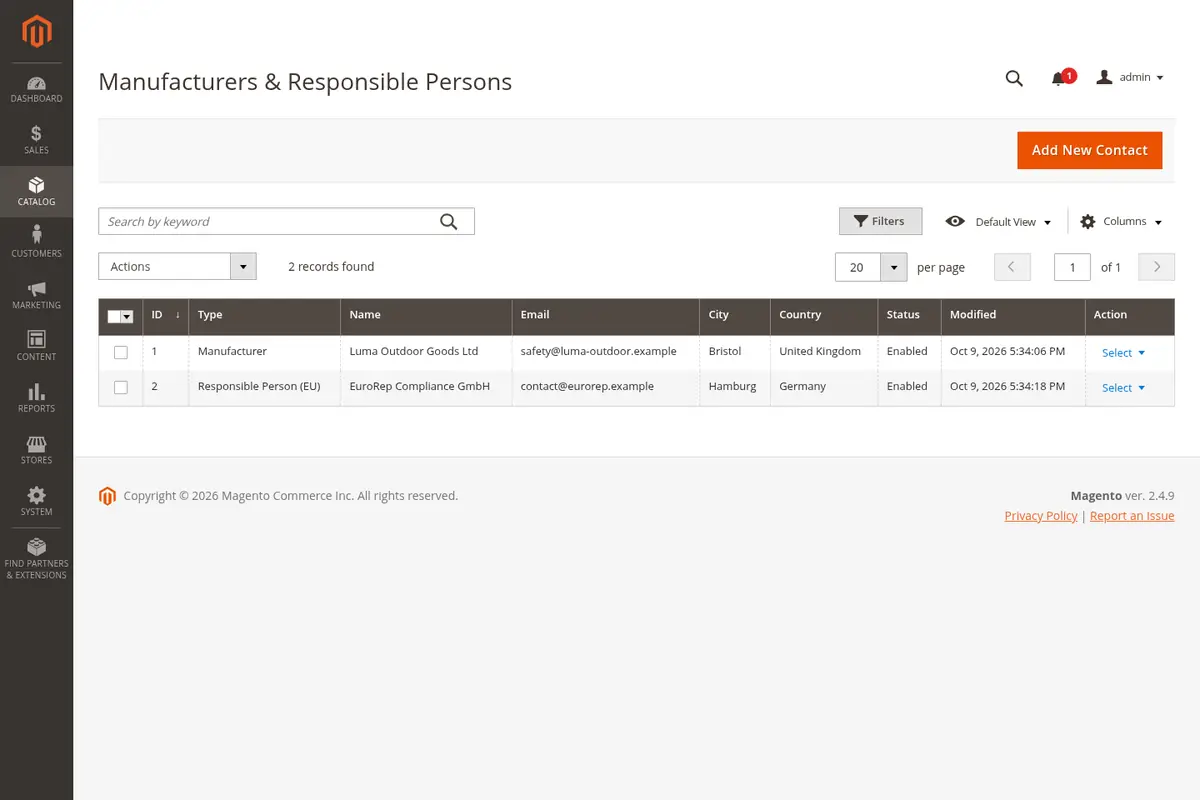 Manufacturers & Responsible Persons
1
admin
DASHBOARD
SALES
CATALOG
CUSTOMERS
MARKETING
CONTENT
REPORTS
STORES
SYSTEM
FIND PARTNERS
& EXTENSIONS
Add New Contact
Search by keyword
Filters
Default View
Columns
Actions
2 records found
20
per page
1
of 1
ID ↓ Type Name Email City Country Status Modified Action
1 Manufacturer Luma Outdoor Goods Ltd safety@luma-outdoor.example Bristol United Kingdom Enabled Oct 9, 2026 5:34:06 PM Select
2 Responsible Person (EU) EuroRep Compliance GmbH contact@eurorep.example Hamburg Germany Enabled Oct 9, 2026 5:34:18 PM Select
Copyright © 2026 Magento Commerce Inc. All rights reserved.
Magento ver. 2.4.9
Privacy Policy | Report an Issue